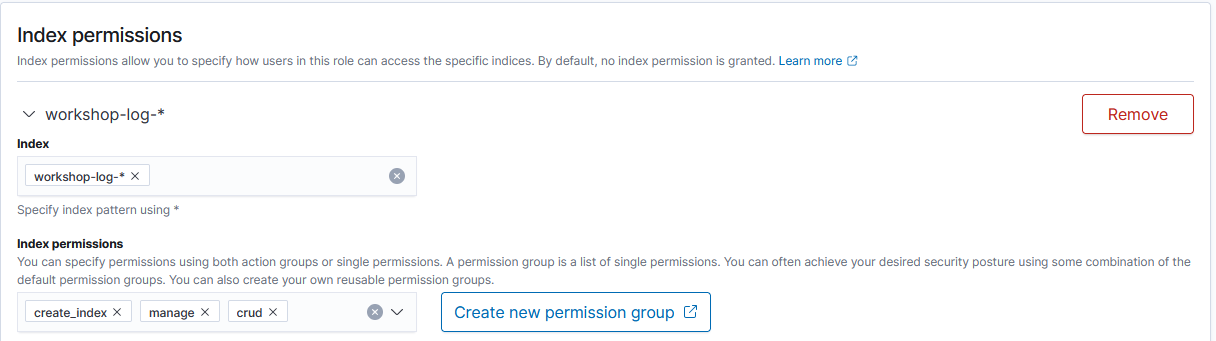 Index permissions
Index permissions allow you to specify how users in this role can access the specific indices. By default, no index permission is granted. Learn more
workshop-log-*
Remove
Index
workshop-log-*
Specify index pattern using *
Index permissions
You can specify permissions using both action groups or single permissions. A permission group is a list of single permissions. You can often achieve your desired security posture using some combination of the
default permission groups. You can also create your own reusable permission groups.
create_index manage crud
Create new permission group